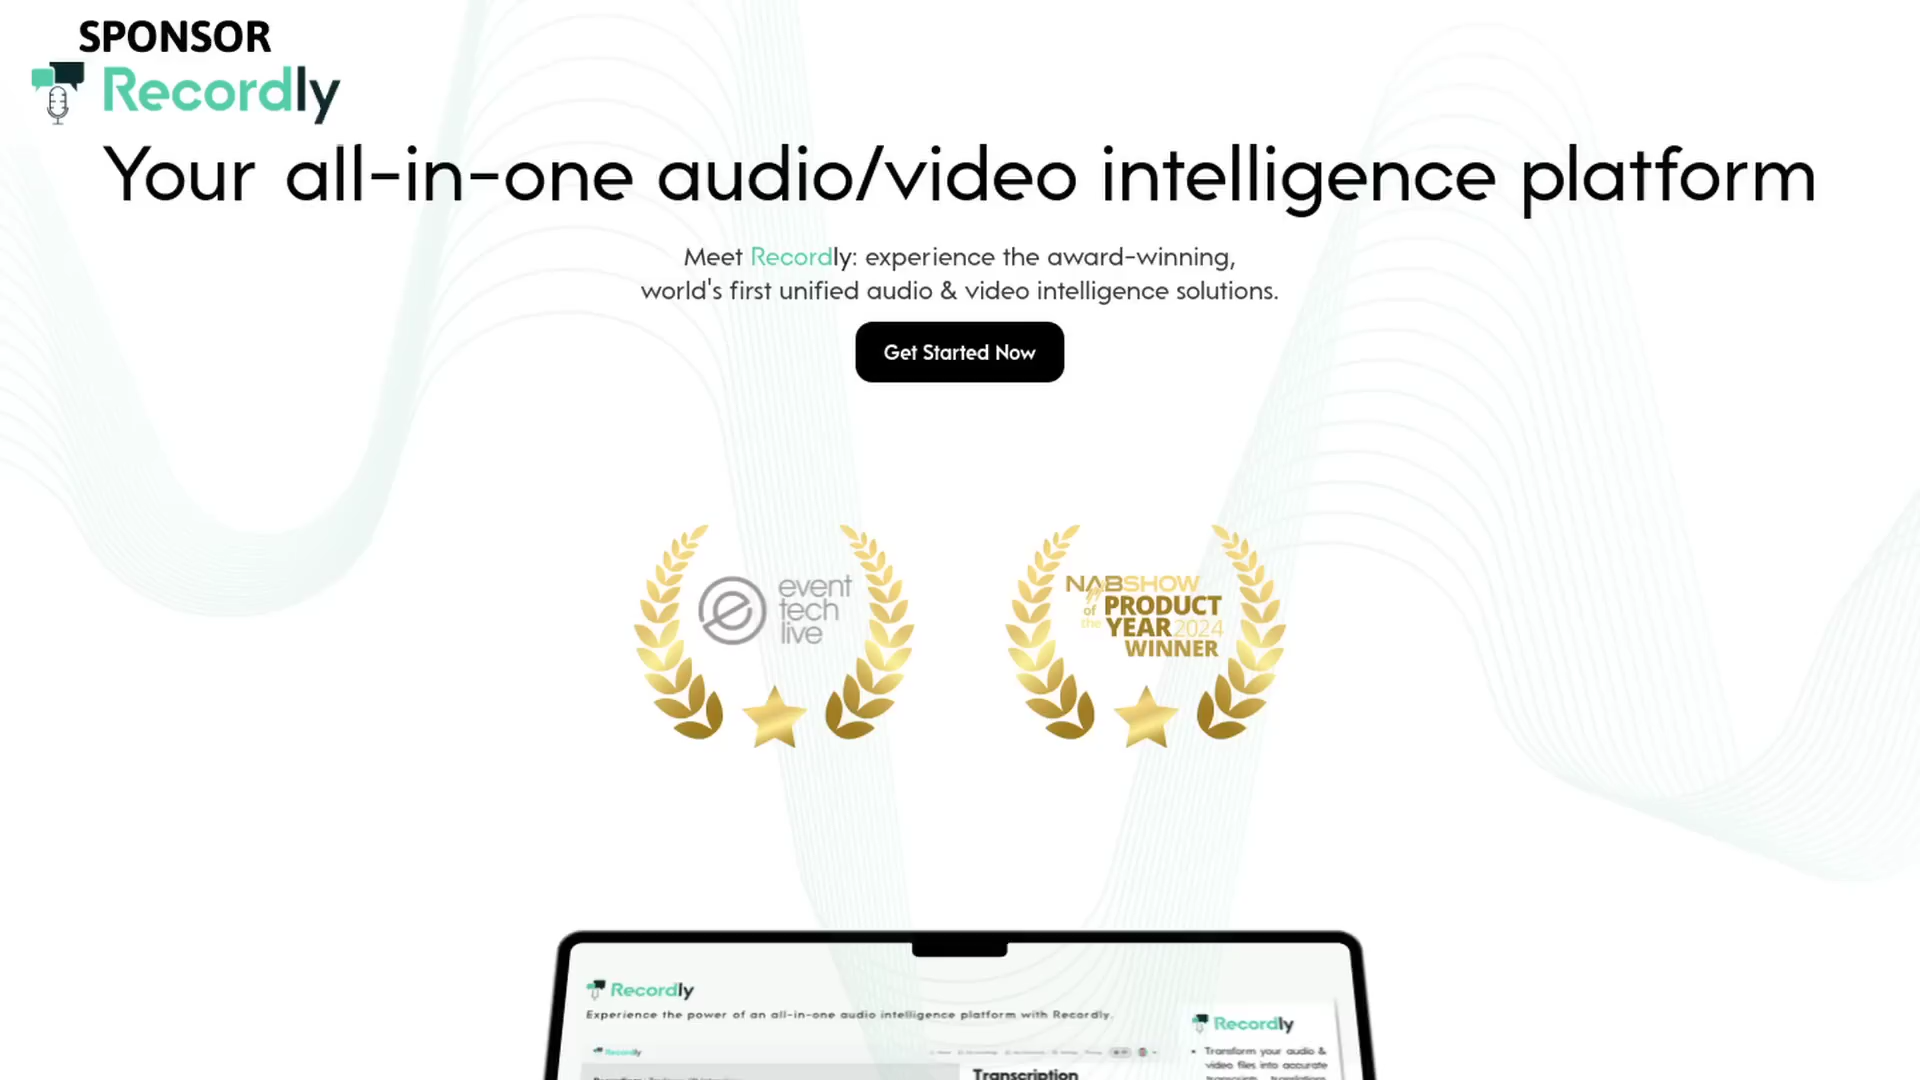 SPONSOR
Recordly
Your all-in-one audio/video intelligence platform
Meet Recordly: experience the award-winning,
world's first unified audio & video intelligence solutions.
Get Started Now
event
tech
live
NABSHOW
of the PRODUCT
YEAR 2024
WINNER
Recordly
Experience the power of an all-in-one audio intelligence platform with Recordly.
Recordly
• Transform your audio &
video files into accurate
transcripts, translations,
Recordly
Transcription